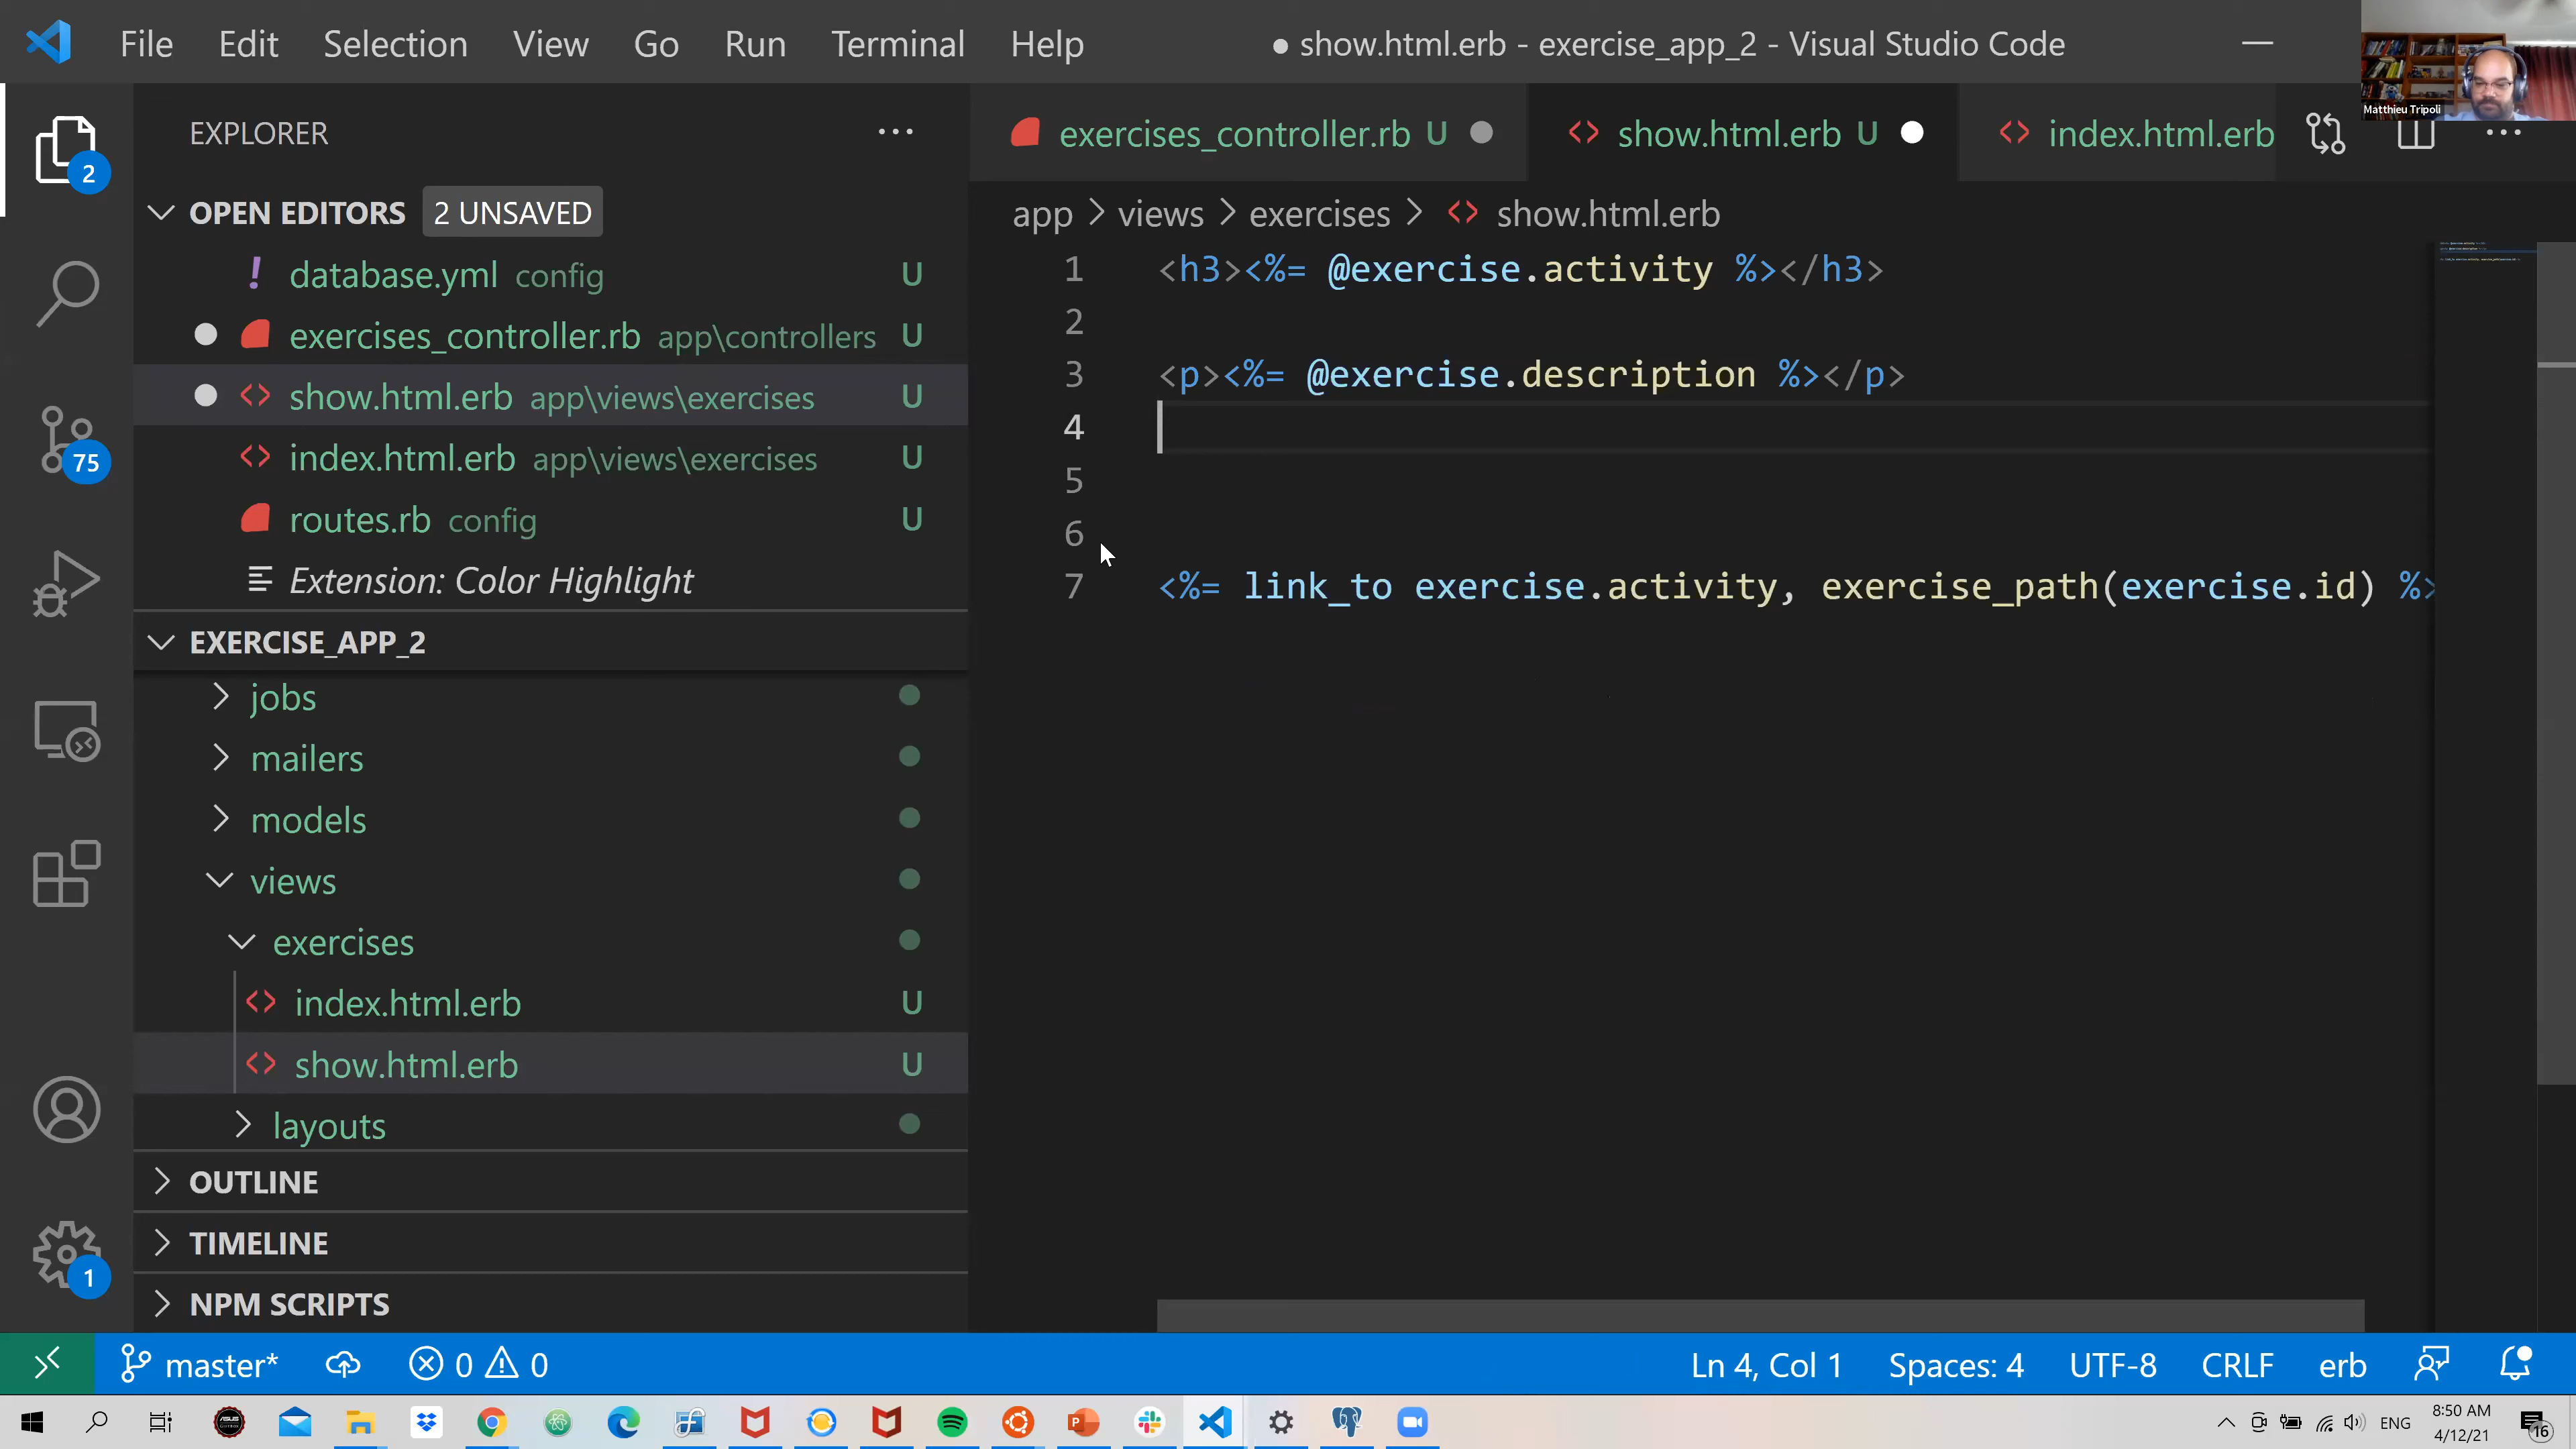 File Edit Selection View Go Run Terminal Help
● show.html.erb - exercise_app_2 - Visual Studio Code
Matthieu Tripoli
EXPLORER
exercises_controller.rb U
show.html.erb U
index.html.erb
OPEN EDITORS 2 UNSAVED
database.yml config U
exercises_controller.rb app\controllers U
show.html.erb app\views\exercises U
index.html.erb app\views\exercises U
routes.rb config U
Extension: Color Highlight
EXERCISE_APP_2
jobs
mailers
models
views
exercises
index.html.erb U
show.html.erb U
layouts
OUTLINE
TIMELINE
NPM SCRIPTS
2
75
1
app > views > exercises > show.html.erb
1 <h3><%= @exercise.activity %></h3>
2
3 <p><%= @exercise.description %></p>
4
5
6
7 <%= link_to exercise.activity, exercise_path(exercise.id) %>
master* 0 0
Ln 4, Col 1 Spaces: 4 UTF-8 CRLF erb
ENG
8:50 AM
4/12/21
16